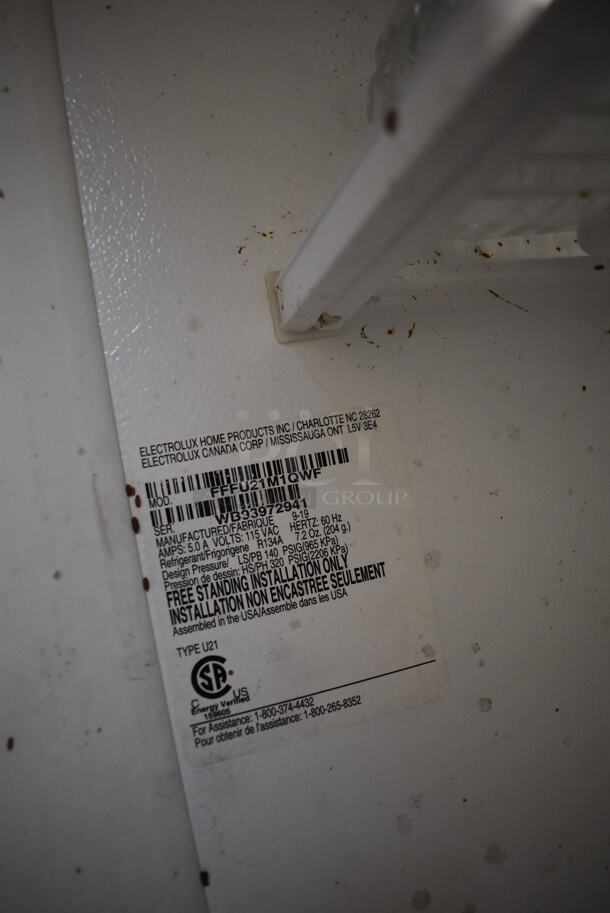 ELECTROLUX HOME PRODUCTS INC / CHARLOTTE NC 28262
ELECTROLUX CANADA CORP / MISSISSAUGA ONT L5V 3E4
MOD. FFFU21M1QWF
SER. WB33972941
MANUFACTURED/FABRIQUE 9-19
AMPS: 5.0 A VOLTS: 115 VAC HERTZ: 60 Hz
Refrigerant/Frigorigene R134A 7.2 Oz. (204 g.)
Design Pressure/ LS/PB 140 PSIG(965 KPa)
Pression de dessin: HS/PH 320 PSIG(2206 KPa)
FREE STANDING INSTALLATION ONLY
INSTALLATION NON ENCASTREE SEULEMENT
Assembled in the USA/Assemble dans les USA
TYPE U21
SA
C US
Energy Verified
159605
For Assistance: 1-800-374-4432
Pour obtenir de l'assistance: 1-800-265-8352
GROUP